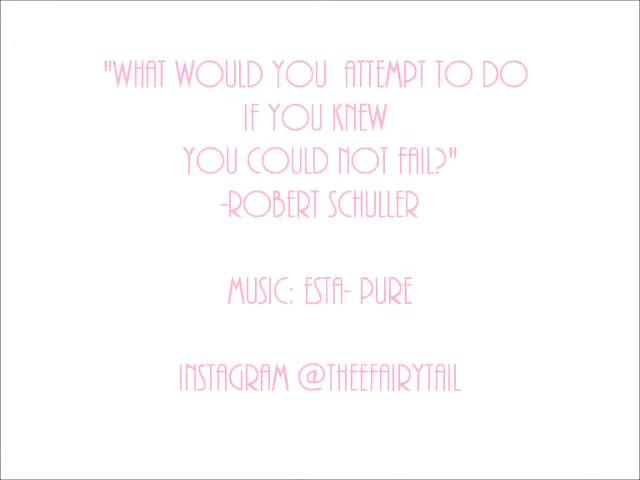 "WHAT WOULD YOU ATTEMPT TO DO
IF YOU KNEW
YOU COULD NOT FAIL?"
-ROBERT SCHULLER
MUSIC: ESTA- PURE
INSTAGRAM @THEEFAIRYTAIL